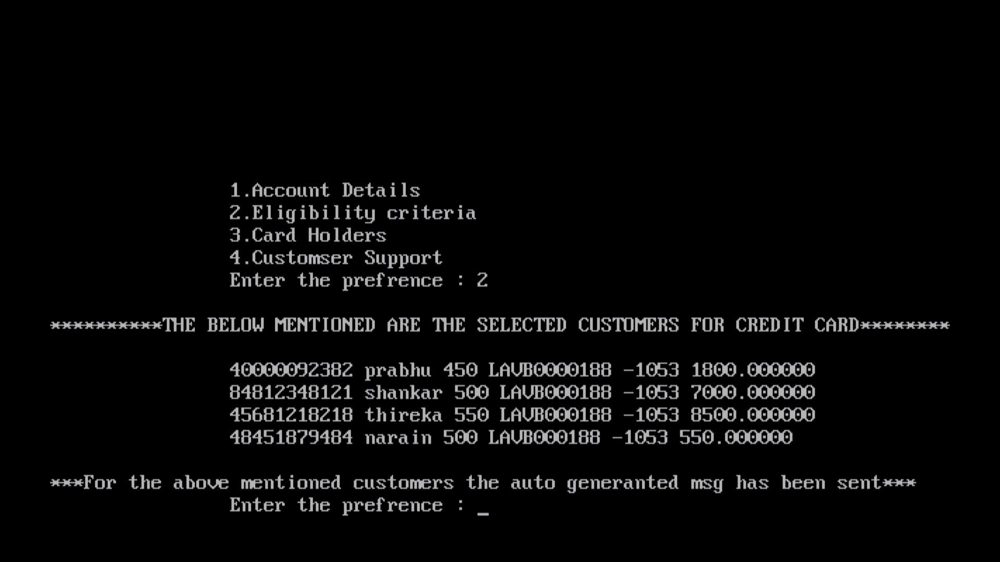 1.Account Details
2.Eligibility criteria
3.Card Holders
4.Customser Support
Enter the prefrence : 2
**********THE BELOW MENTIONED ARE THE SELECTED CUSTOMERS FOR CREDIT CARD********
40000092382 prabhu 450 LAVB0000188 -1053 1800.000000
84812348121 shankar 500 LAVB000188 -1053 7000.000000
45681218218 thireka 550 LAVB000188 -1053 8500.000000
48451879484 narain 500 LAVB000188 -1053 550.000000
***For the above mentioned customers the auto generanted msg has been sent***
Enter the prefrence : _